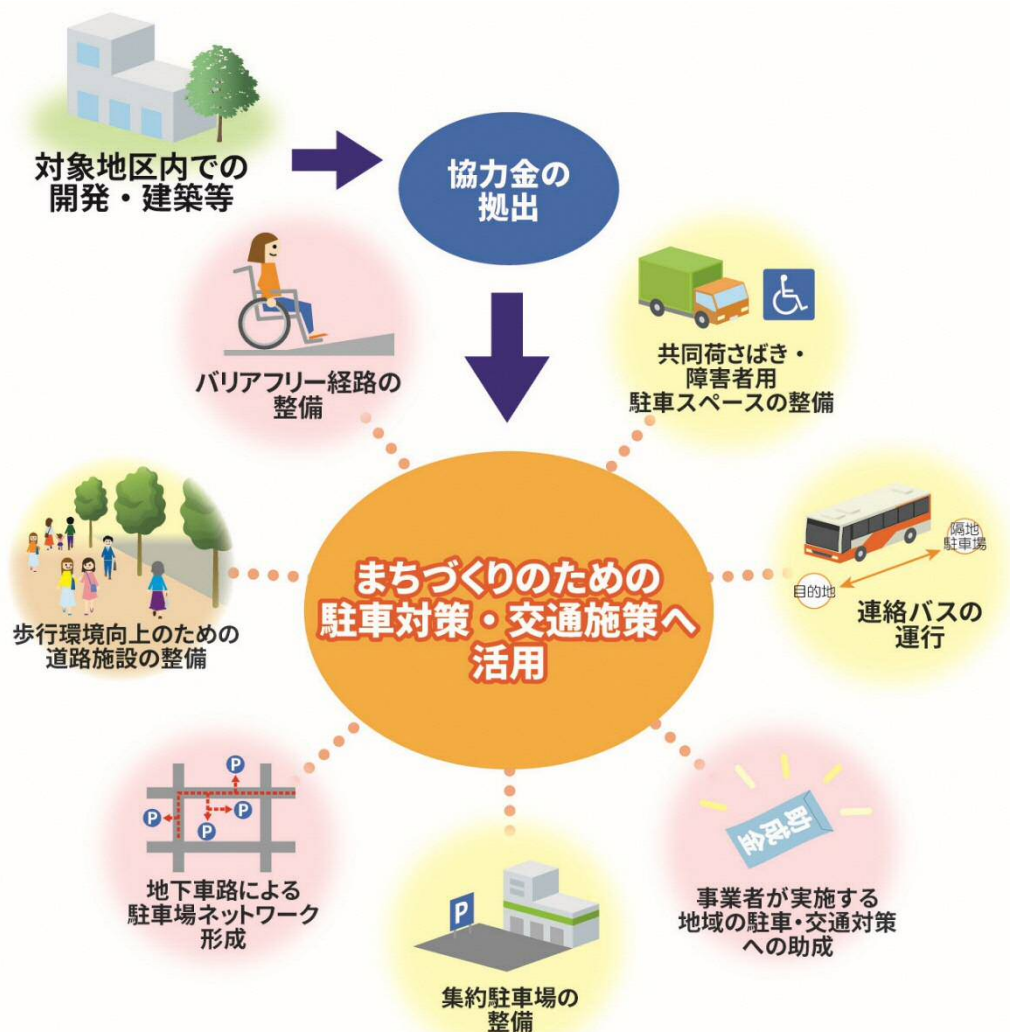 対象地区内での
開発・建築等
協力金の
拠出
バリアフリー経路の
整備
共同荷さばき・
障害者用
駐車スペースの整備
まちづくりのための
駐車対策・交通施策へ
活用
歩行環境向上のための
道路施設の整備
隔地
駐車場
目的地
連絡バスの
運行
P
P
P
P
地下車路による
駐車場ネットワーク
形成
P
集約駐車場の
整備
助成金
事業者が実施する
地域の駐車・交通対策
への助成